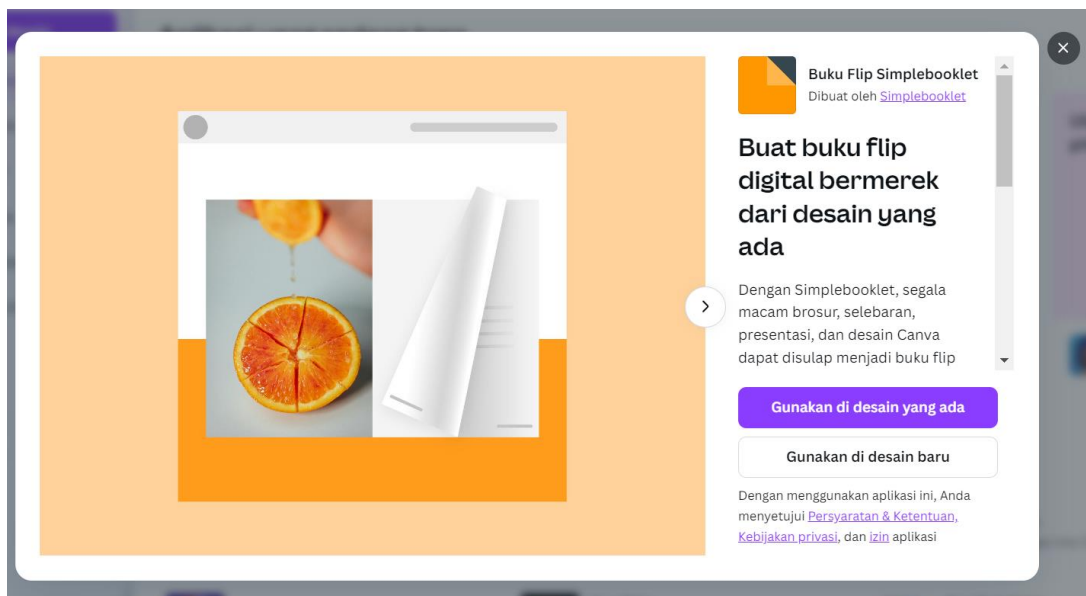 Buku Flip Simplebooklet
Dibuat oleh Simplebooklet
Buat buku flip
digital bermerek
dari desain yang
ada
Dengan Simplebooklet, segala
macam brosur, selebaran,
presentasi, dan desain Canva
dapat disulap menjadi buku flip
Gunakan di desain yang ada
Gunakan di desain baru
Dengan menggunakan aplikasi ini, Anda
menyetujui Persyaratan & Ketentuan,
Kebijakan privasi, dan izin aplikasi